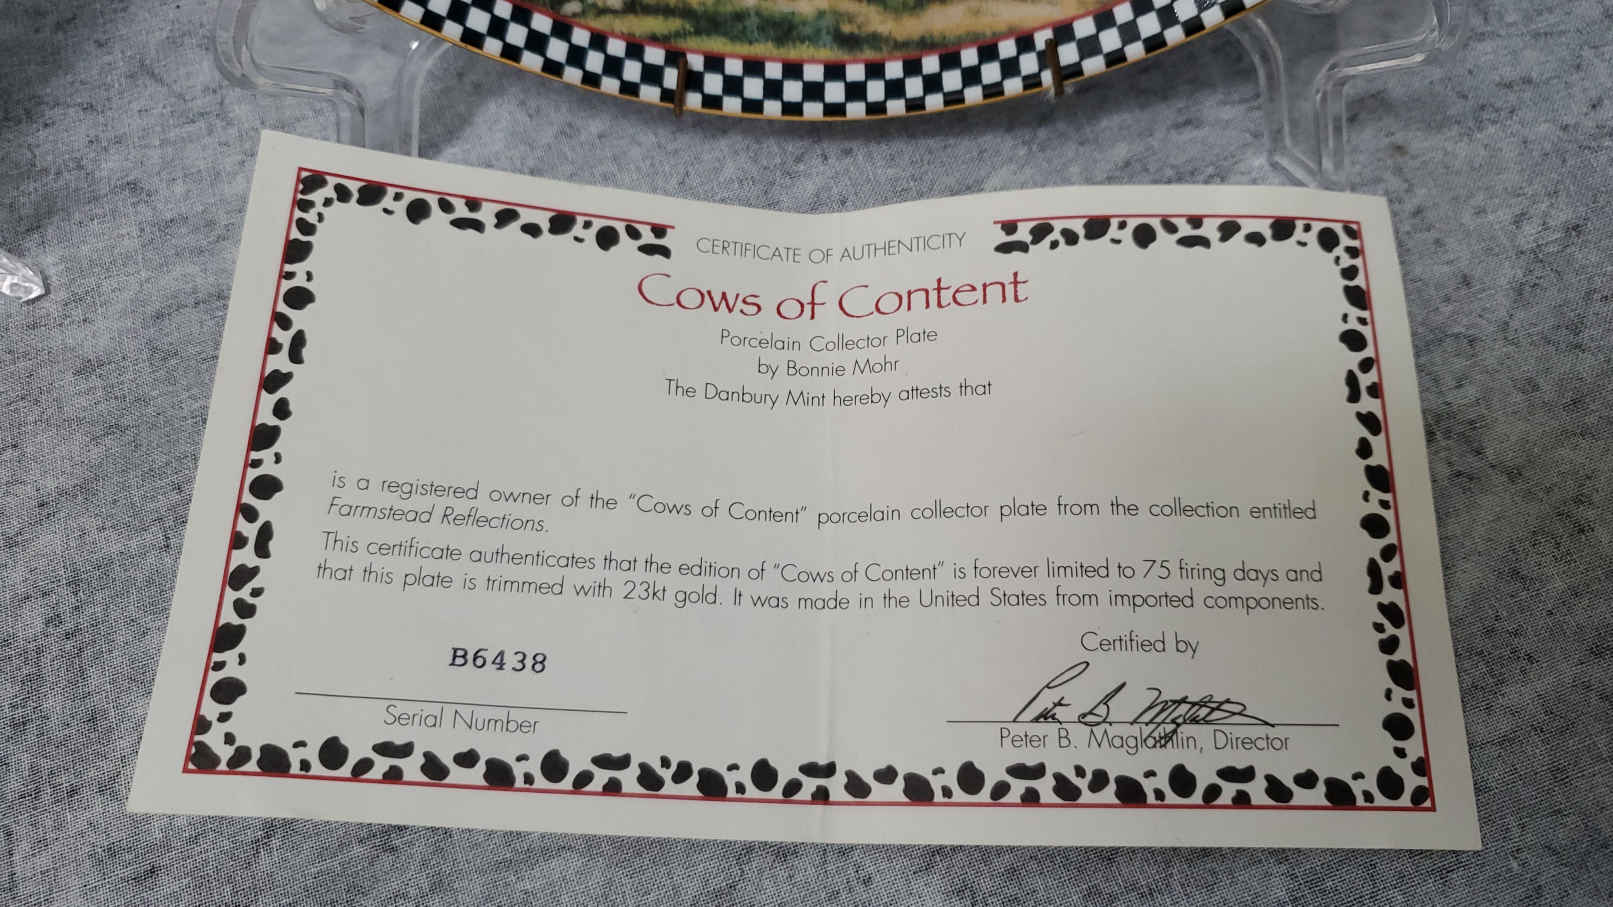 CERTIFICATE OF AUTHENTICITY
Cows of Content
Porcelain Collector Plate
by Bonnie Mohr
The Danbury Mint hereby attests that
is a registered owner of the "Cows of Content" porcelain collector plate from the collection entitled
Farmstead Reflections.
This certificate authenticates that the edition of "Cows of Content" is forever limited to 75 firing days and
that this plate is trimmed with 23kt gold. It was made in the United States from imported components.
Certified by
B6438
Peter B. Maglathlin
Serial Number
Peter B. Maglathlin, Director